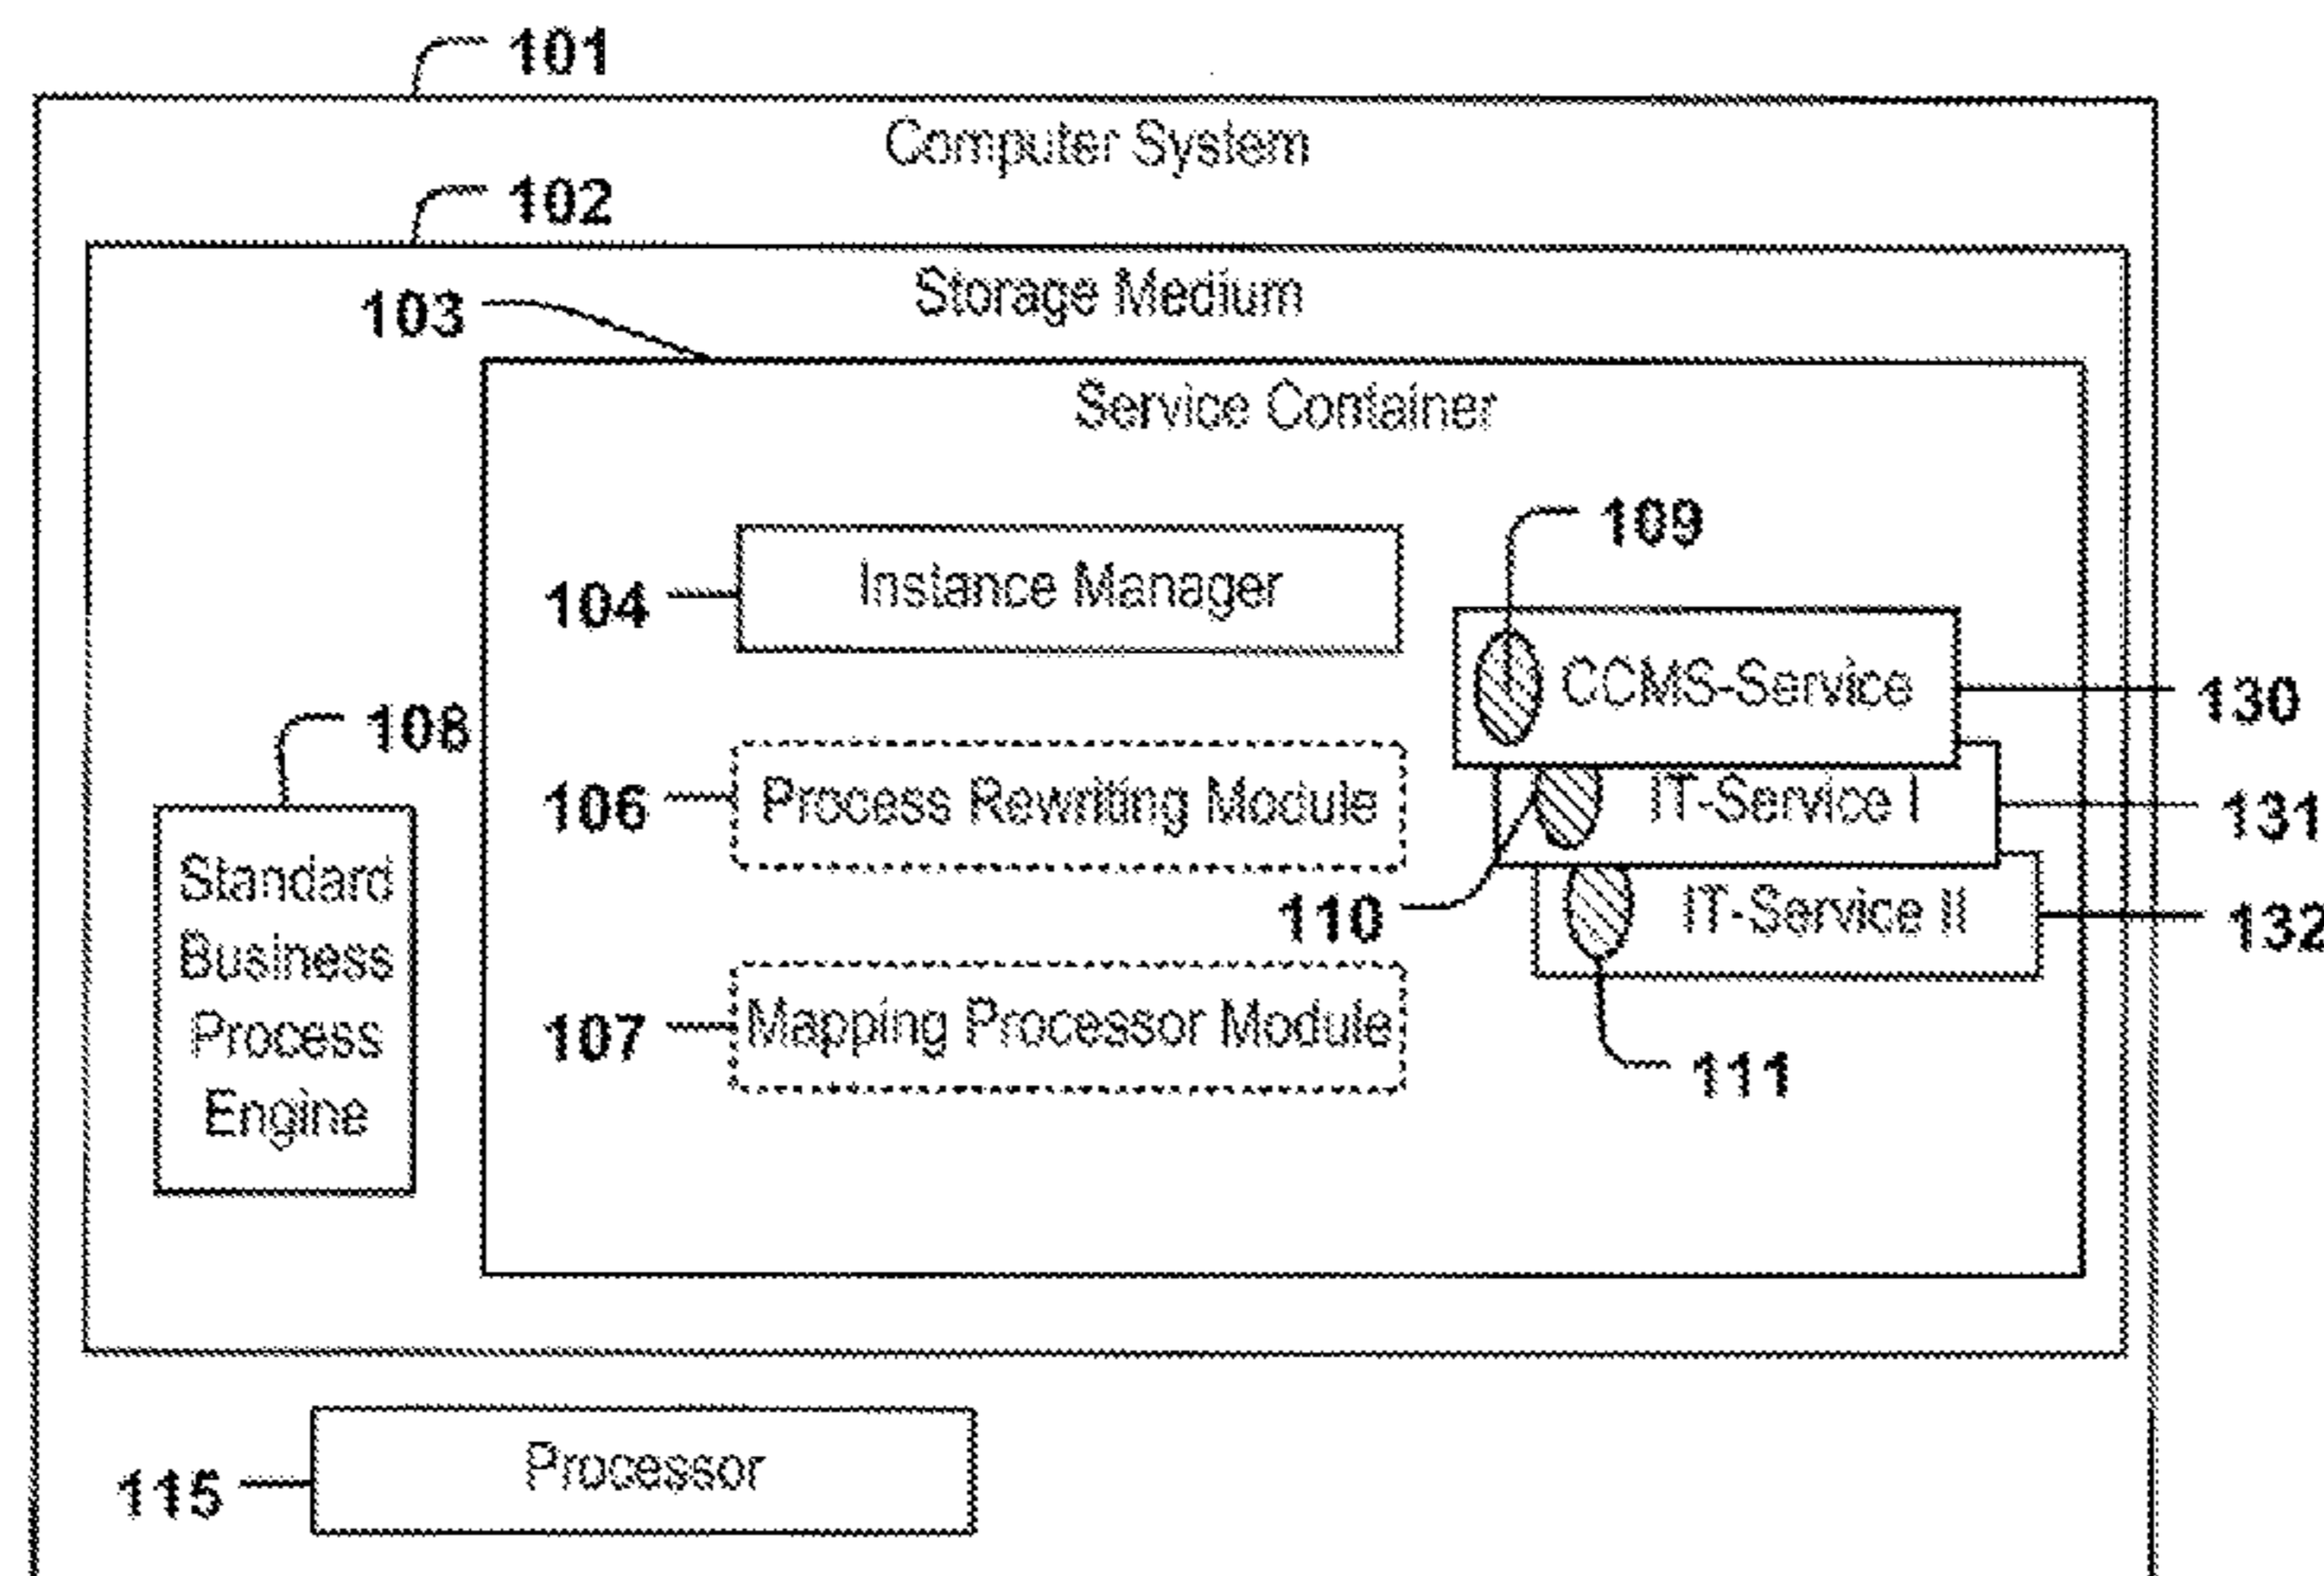 101
Computer System
102
Storage Medium
103
Service Container
109
Instance Manager
104
CCMS-Service
130
108
Process Rewriting Module
106
IT-Service I
131
Standard
Business
Process
Engine
110
IT-Service II
132
Mapping Processor Module
107
111
Processor
115